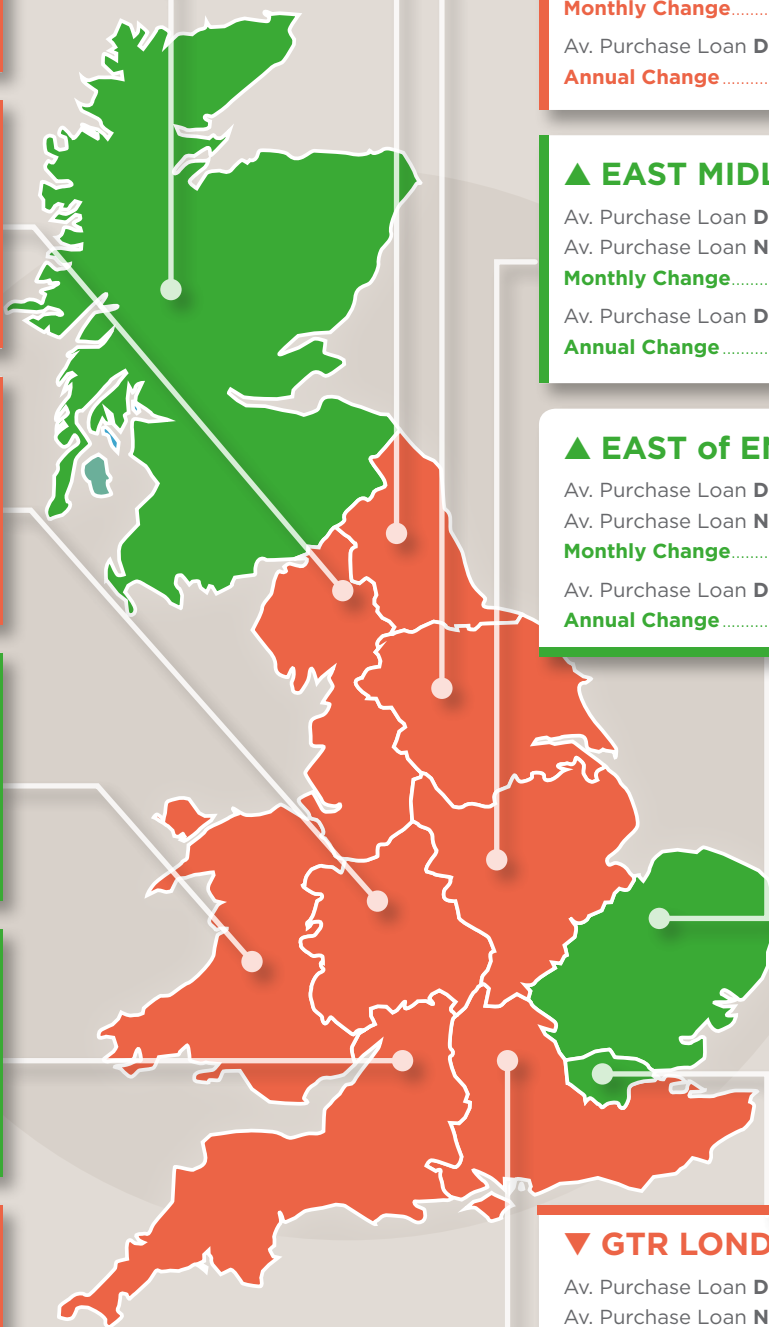 Monthly Change........
Av. Purchase Loan D
Annual Change..........
▲ EAST MIDL
Av. Purchase Loan D
Av. Purchase Loan N
Monthly Change........
Av. Purchase Loan D
Annual Change..........
▲ EAST of EN
Av. Purchase Loan D
Av. Purchase Loan N
Monthly Change........
Av. Purchase Loan D
Annual Change..........
▼ GTR LOND
Av. Purchase Loan D
Av. Purchase Loan N